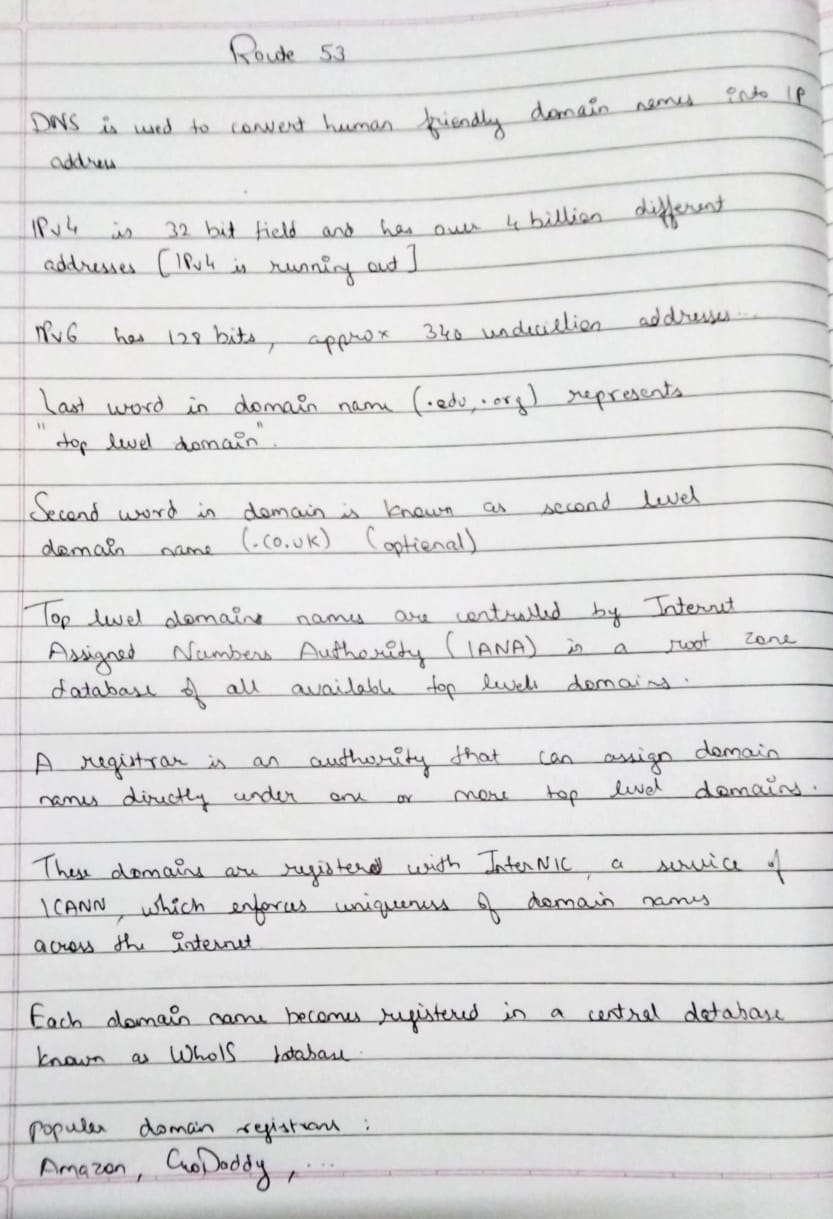 Route 53
DNS is used to convert human friendly domain names into IP
address
IPv4 is 32 bit field and has over 4 billion different
addresses [IPv4 is running out]
IPv6 has 128 bits, approx 340 undecillion addresses...
Last word in domain name (.edu, .org) represents
"top level domain".
Second word in domain is known as second level
domain name (.co.uk) (optional)
Top level domains names are controlled by Internet
Assigned Numbers Authority (IANA) in a root zone
database of all available top levels domains.
A registrar is an authority that can assign domain
names directly under one or more top level domains.
These domains are registered with InterNIC, a service of
ICANN, which enforces uniqueness of domain names
across the internet
Each domain name becomes registered in a central database
known as WhoIS database.
Popular domain registrars :
Amazon, GoDaddy, ...